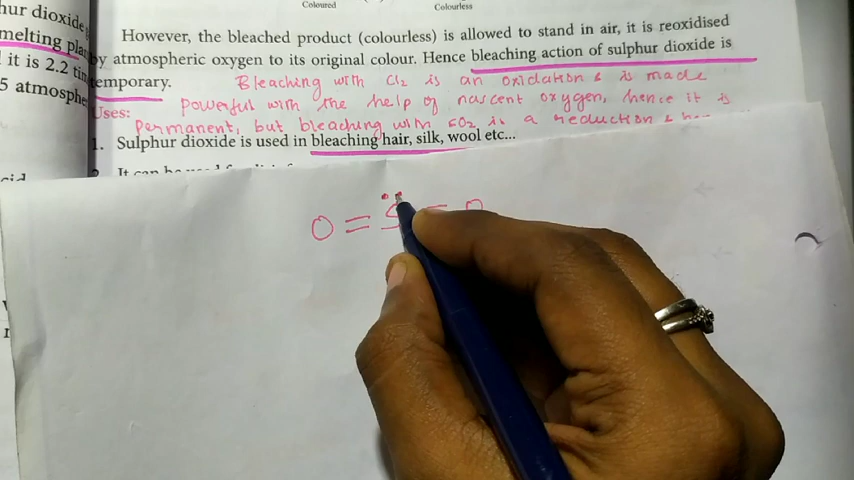 Coloured Colourless
hur dioxide
melting
it is 2.2
5
However, the bleached product (colourless) is allowed to stand in air, it is reoxidised
by atmospheric oxygen to its original colour. Hence bleaching action of sulphur dioxide is
temporary. Bleaching with Cl2 is an oxidation & is made
powerful with the help of nascent oxygen, hence it is
Uses:
permanent, but bleaching with SO2 is a reduction &
1. Sulphur dioxide is used in bleaching hair, silk, wool etc...
O = S = O